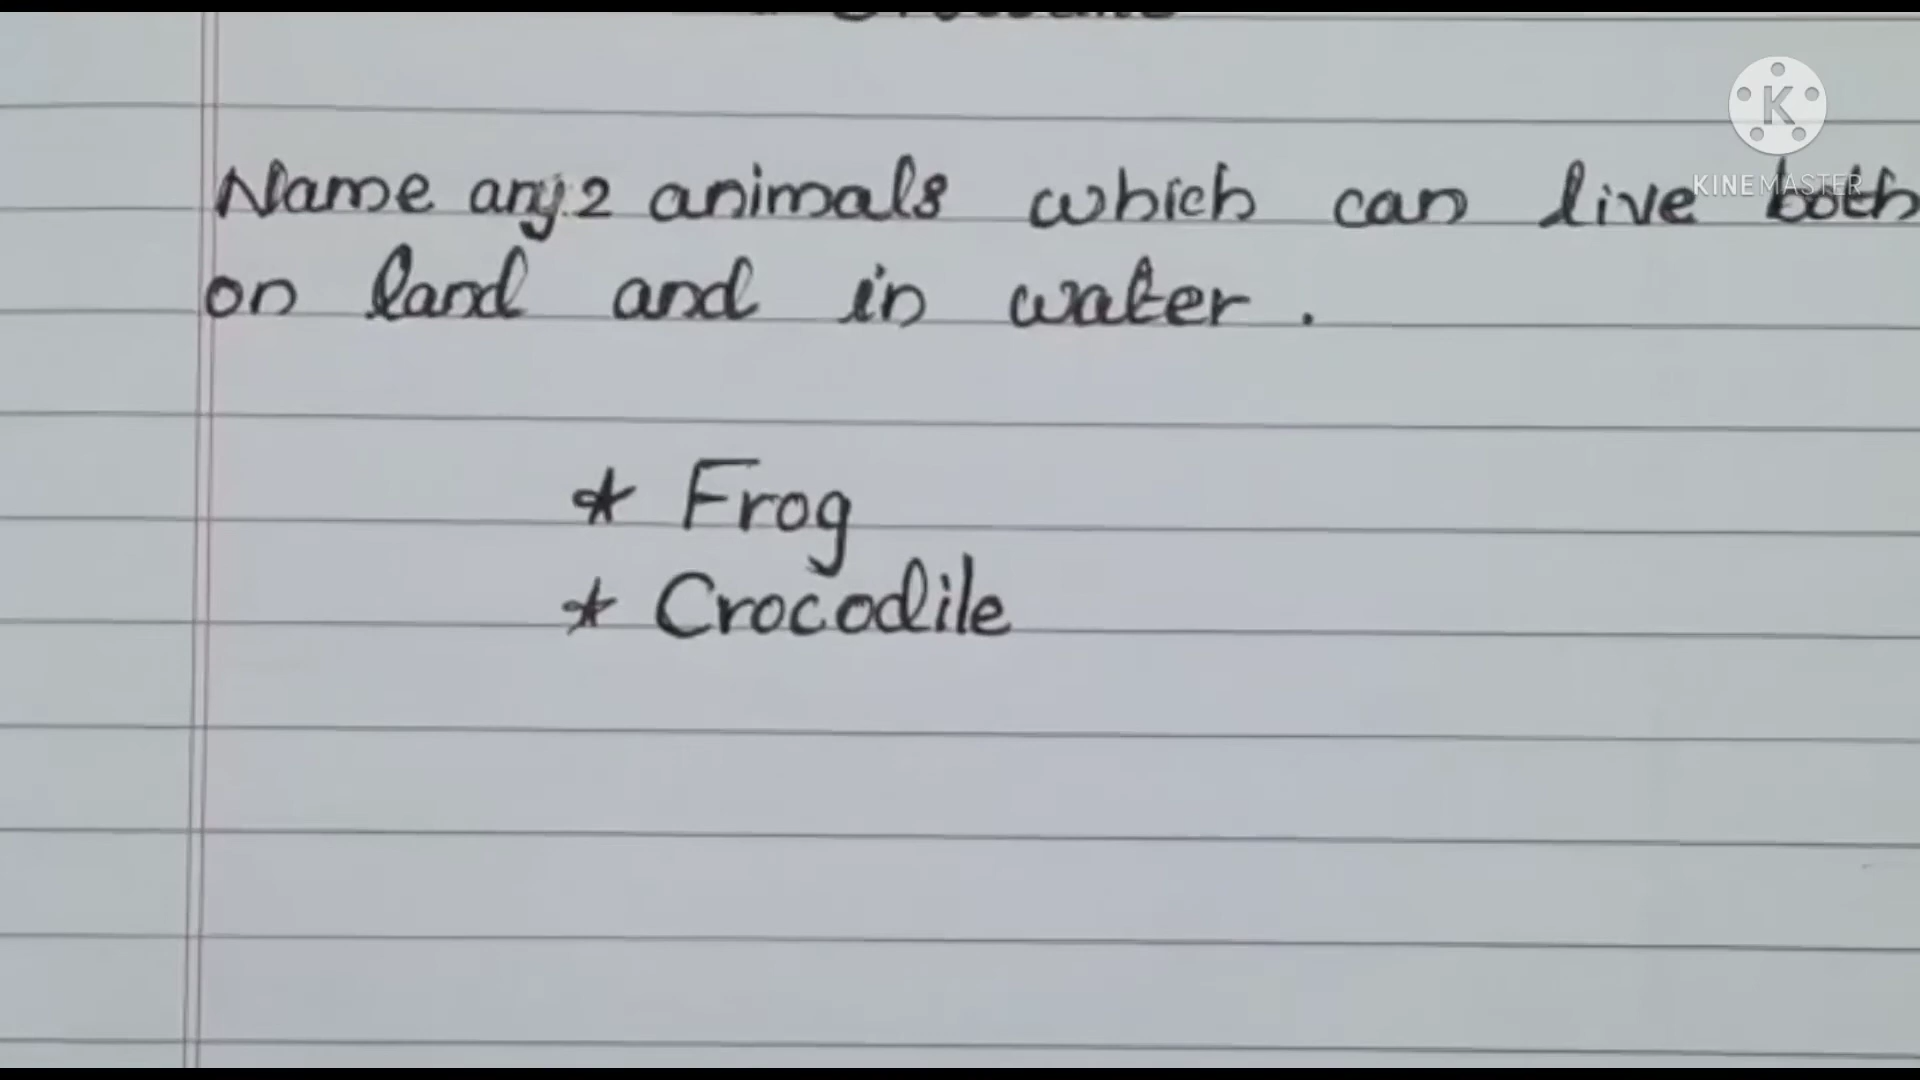 Name any 2 animals which can live both
on land and in water.
* Frog
* Crocodile
K
KINEMASTER